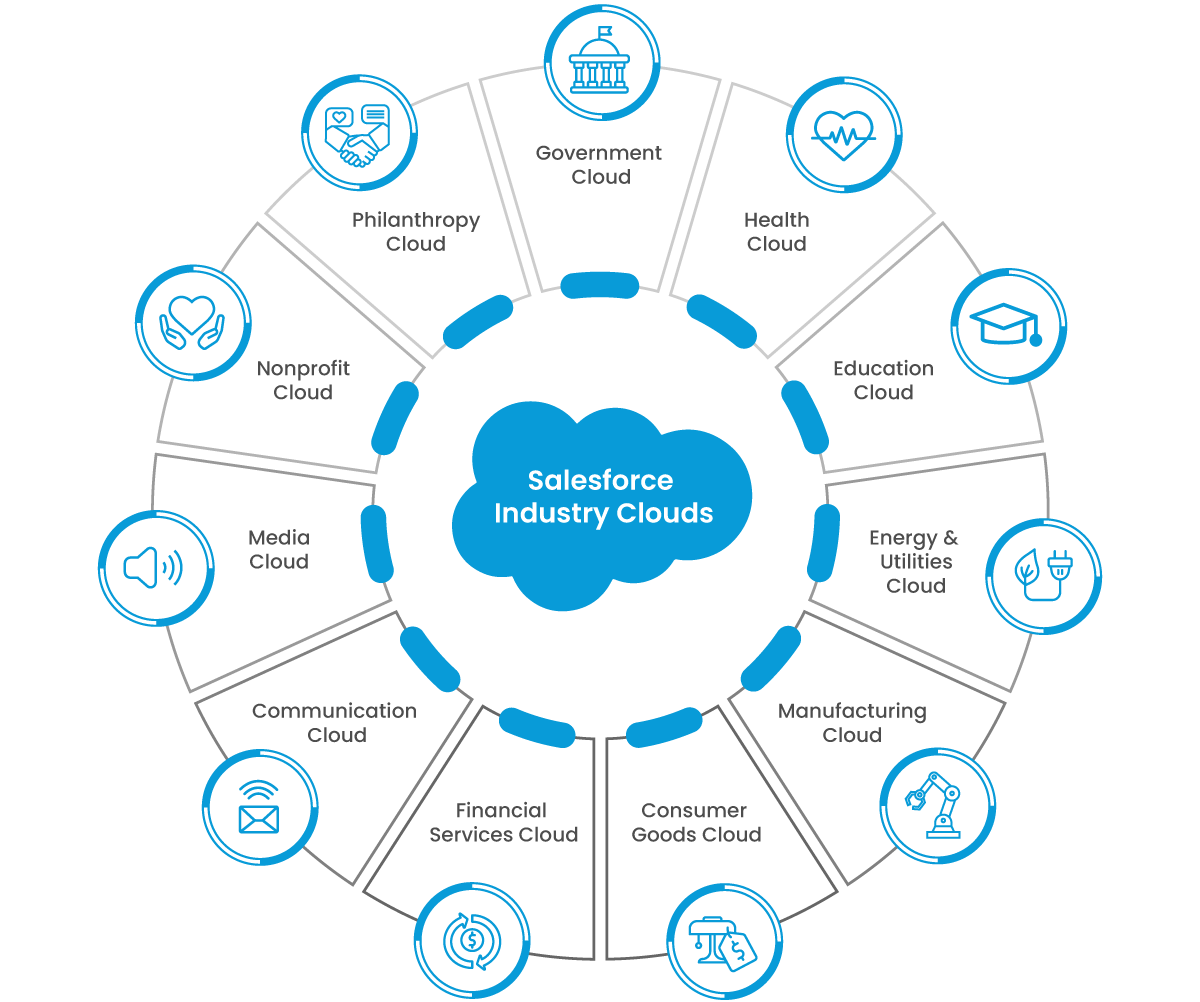 Government
Cloud
Health
Cloud
Education
Cloud
Energy &
Utilities
Cloud
Manufacturing
Cloud
Consumer
Goods Cloud
Financial
Services Cloud
Communication
Cloud
Media
Cloud
Nonprofit
Cloud
Philanthropy
Cloud
Salesforce
Industry Clouds
$
$